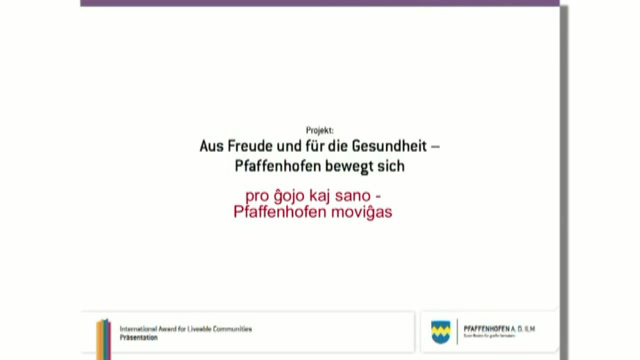 Projekt:
Aus Freude und für die Gesundheit –
Pfaffenhofen bewegt sich
pro ĝojo kaj sano -
Pfaffenhofen moviĝas
International Award for Liveable Communities
Präsentation
PFAFFENHOFEN A. D. ILM